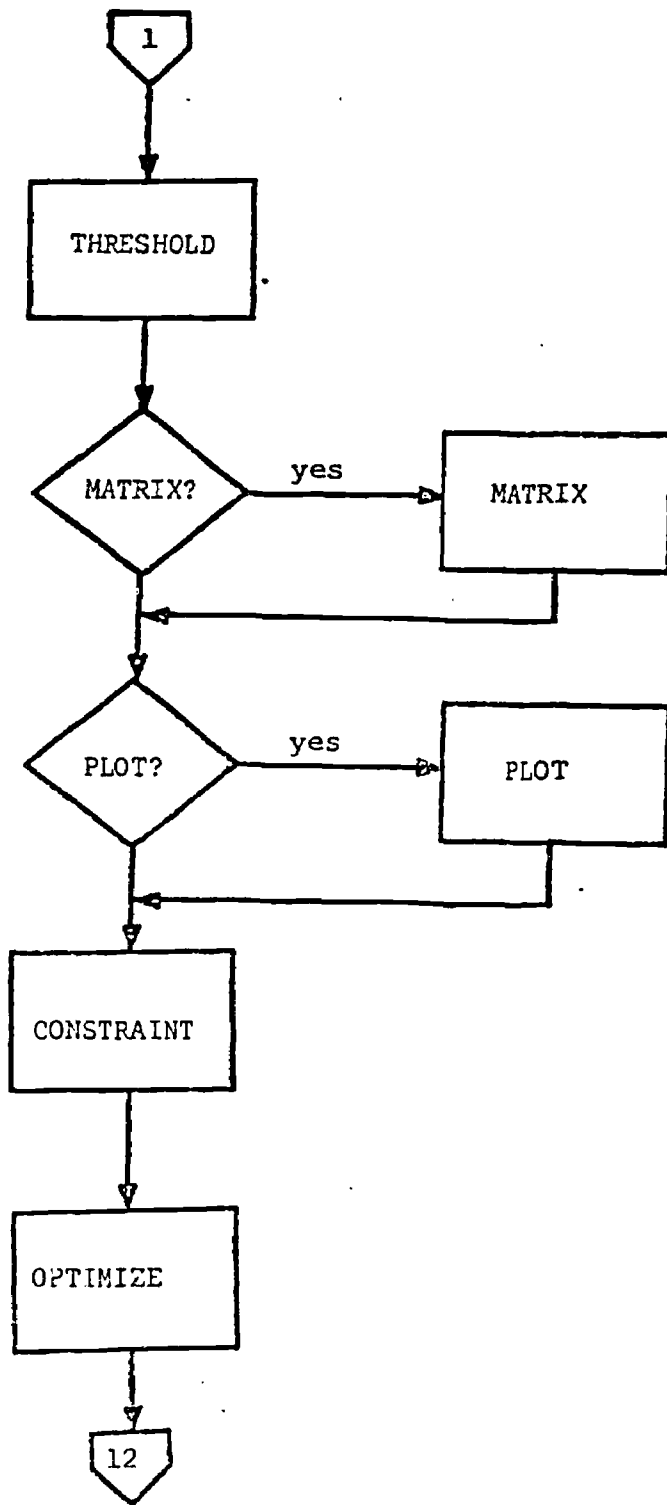 1
THRESHOLD
MATRIX?
yes
MATRIX
PLOT?
yes
PLOT
CONSTRAINT
OPTIMIZE
12